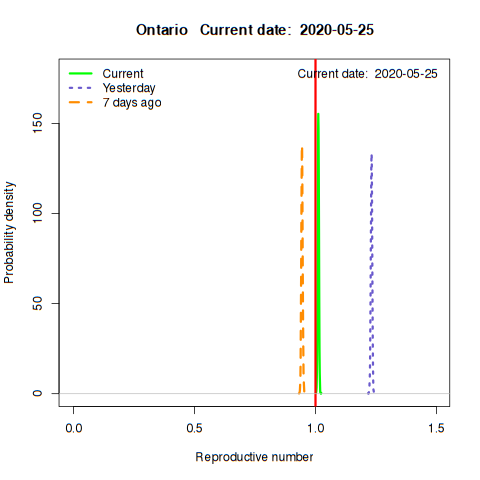 Ontario Current date: 2020-05-25
Current
Current date: 2020-05-25
Yesterday
7 days ago
Probability density
150
100
50
0
0.0 0.5 1.0 1.5
Reproductive number